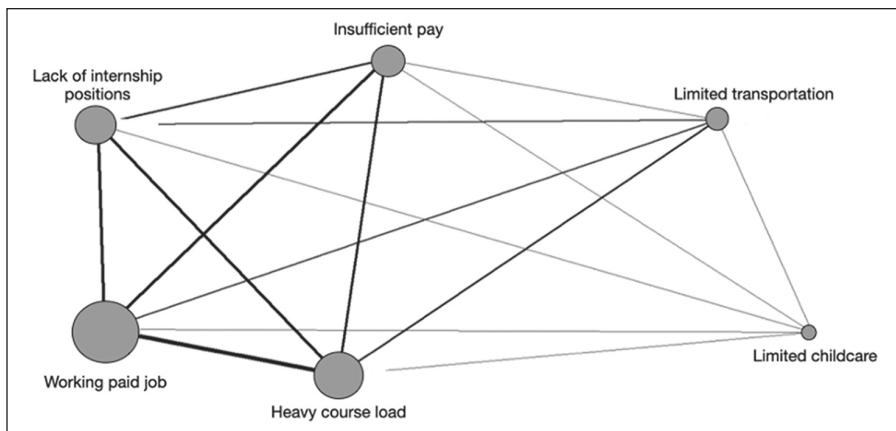 Insufficient pay
Lack of internship
positions
Limited transportation
Limited childcare
Working paid job
Heavy course load